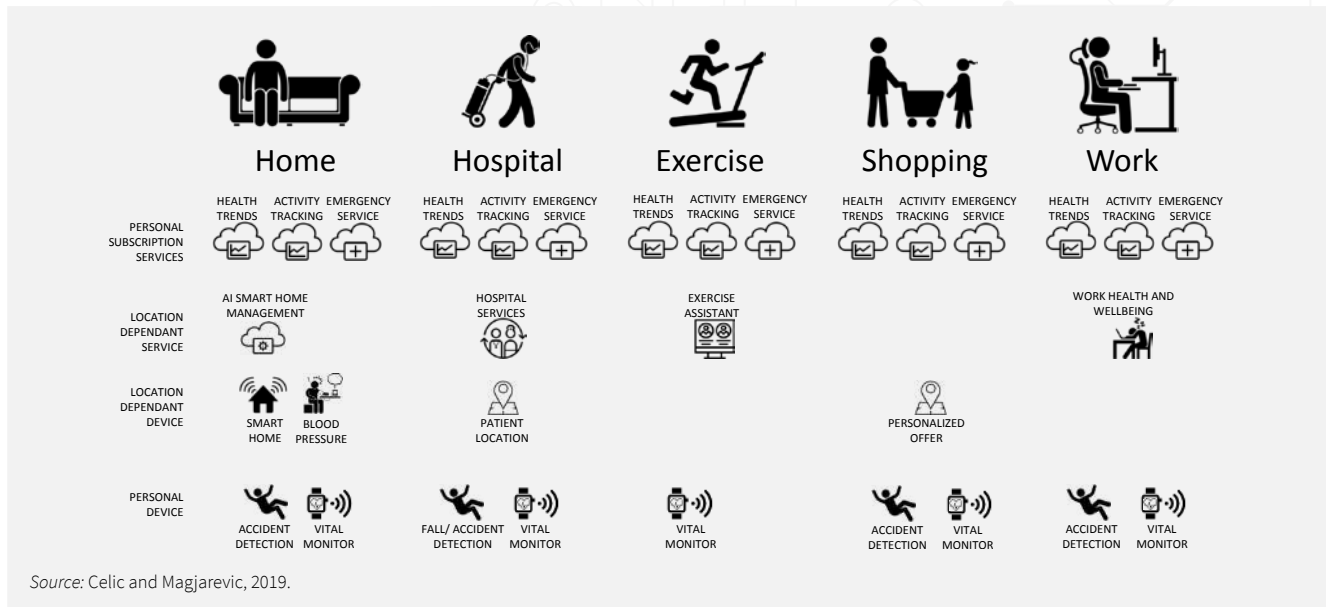 Home Hospital Exercise Shopping Work
HEALTH ACTIVITY EMERGENCY HEALTH ACTIVITY EMERGENCY HEALTH ACTIVITY EMERGENCY HEALTH ACTIVITY EMERGENCY HEALTH ACTIVITY EMERGENCY
TRENDS TRACKING SERVICE TRENDS TRACKING SERVICE TRENDS TRACKING SERVICE TRENDS TRACKING SERVICE TRENDS TRACKING SERVICE
PERSONAL
SUBSCRIPTION
SERVICES
LOCATION
DEPENDANT
SERVICE
AI SMART HOME
MANAGEMENT
HOSPITAL
SERVICES
EXERCISE
ASSISTANT
WORK HEALTH AND
WELLBEING
LOCATION
DEPENDANT
DEVICE
SMART
HOME
BLOOD
PRESSURE
PATIENT
LOCATION
PERSONALIZED
OFFER
PERSONAL
DEVICE
ACCIDENT
DETECTION
VITAL
MONITOR
FALL/ ACCIDENT
DETECTION
VITAL
MONITOR
VITAL
MONITOR
ACCIDENT
DETECTION
VITAL
MONITOR
ACCIDENT
DETECTION
VITAL
MONITOR
Source: Celic and Magjarevic, 2019.